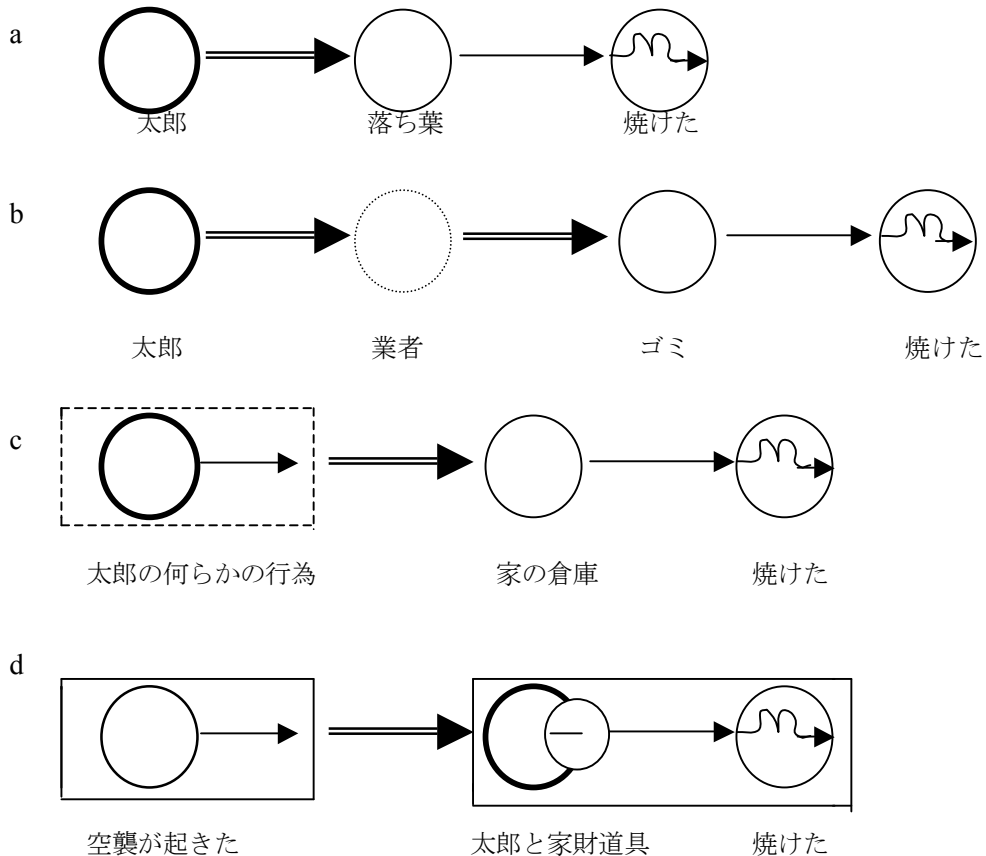 a
太郎 落ち葉 焼けた
b
太郎 業者 ゴミ 焼けた
c
太郎の何らかの行為 家の倉庫 焼けた
d
空襲が起きた 太郎と家財道具 焼けた